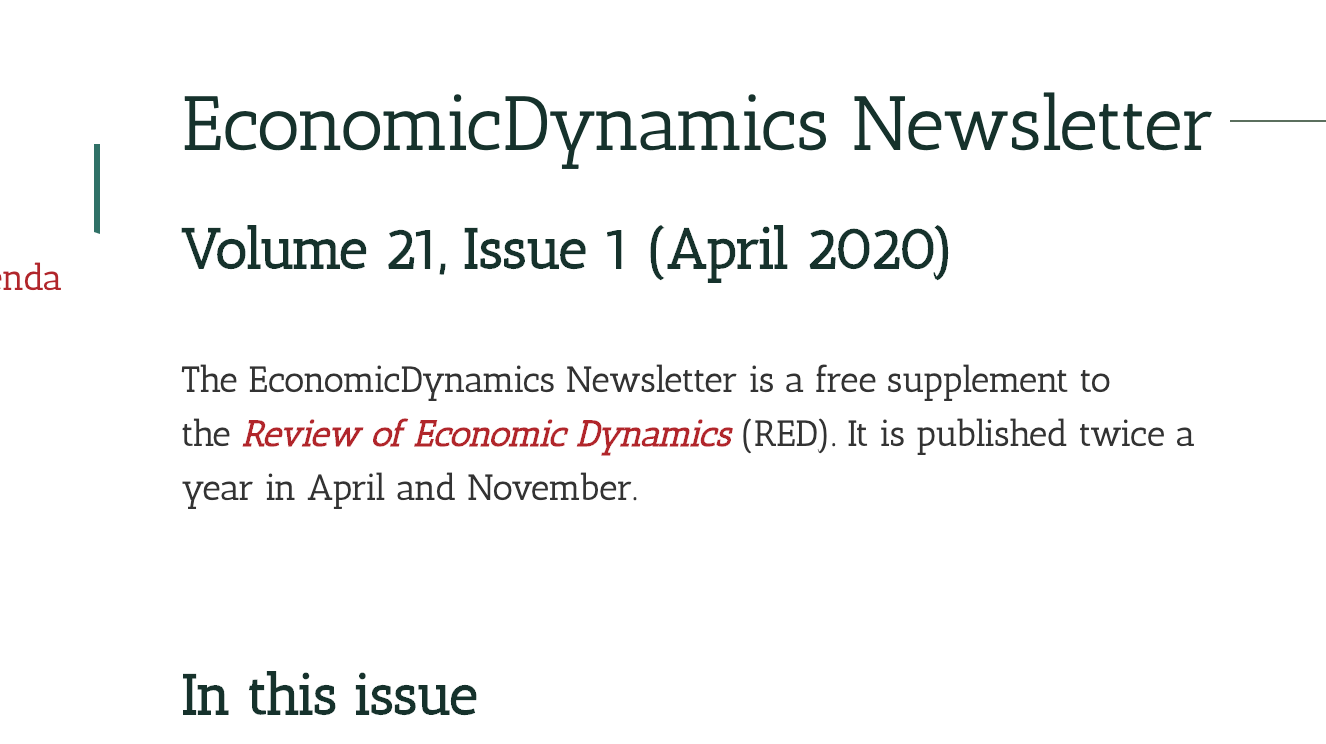 EconomicDynamics Newsletter
Volume 21, Issue 1 (April 2020)
enda
The EconomicDynamics Newsletter is a free supplement to
the Review of Economic Dynamics (RED). It is published twice a
year in April and November.
In this issue